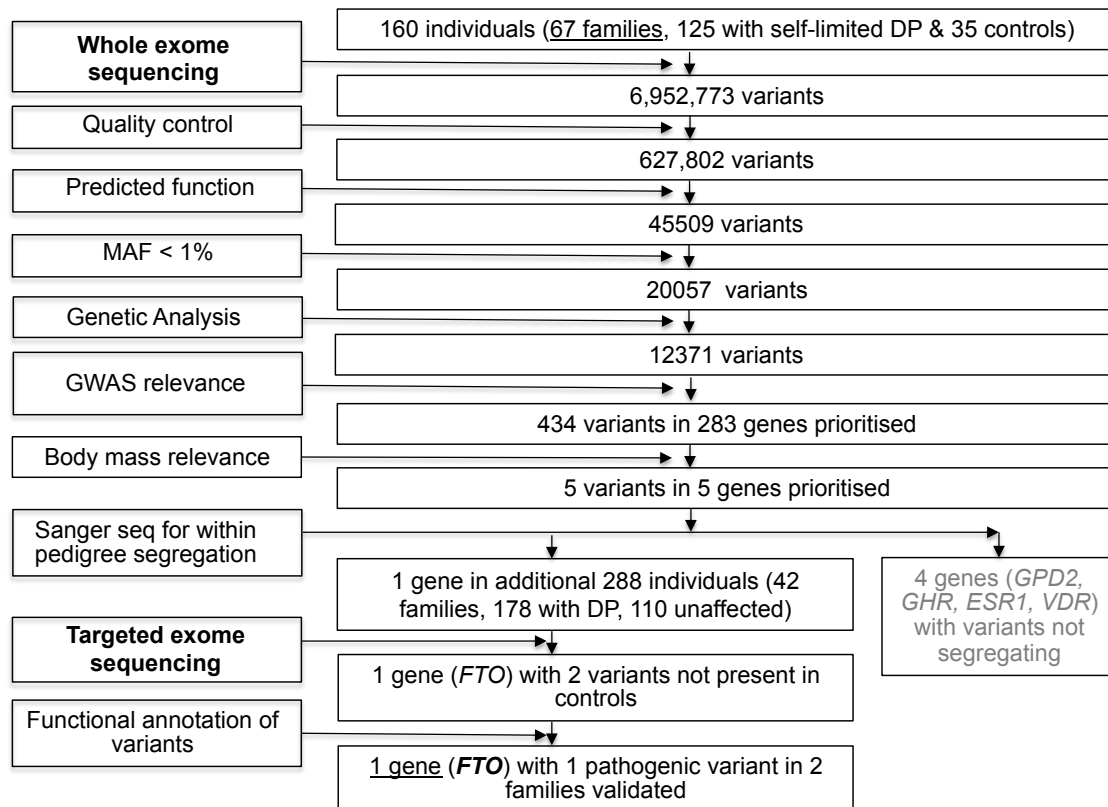 160 individuals (67 families, 125 with self-limited DP & 35 controls)
Whole exome
sequencing
6,952,773 variants
Quality control
627,802 variants
Predicted function
45509 variants
MAF < 1%
20057 variants
Genetic Analysis
12371 variants
GWAS relevance
434 variants in 283 genes prioritised
Body mass relevance
5 variants in 5 genes prioritised
Sanger seq for within
pedigree segregation
1 gene in additional 288 individuals (42
families, 178 with DP, 110 unaffected)
4 genes (GPD2,
GHR, ESR1, VDR)
with variants not
segregating
Targeted exome
sequencing
1 gene (FTO) with 2 variants not present in
controls
Functional annotation of
variants
1 gene (FTO) with 1 pathogenic variant in 2
families validated